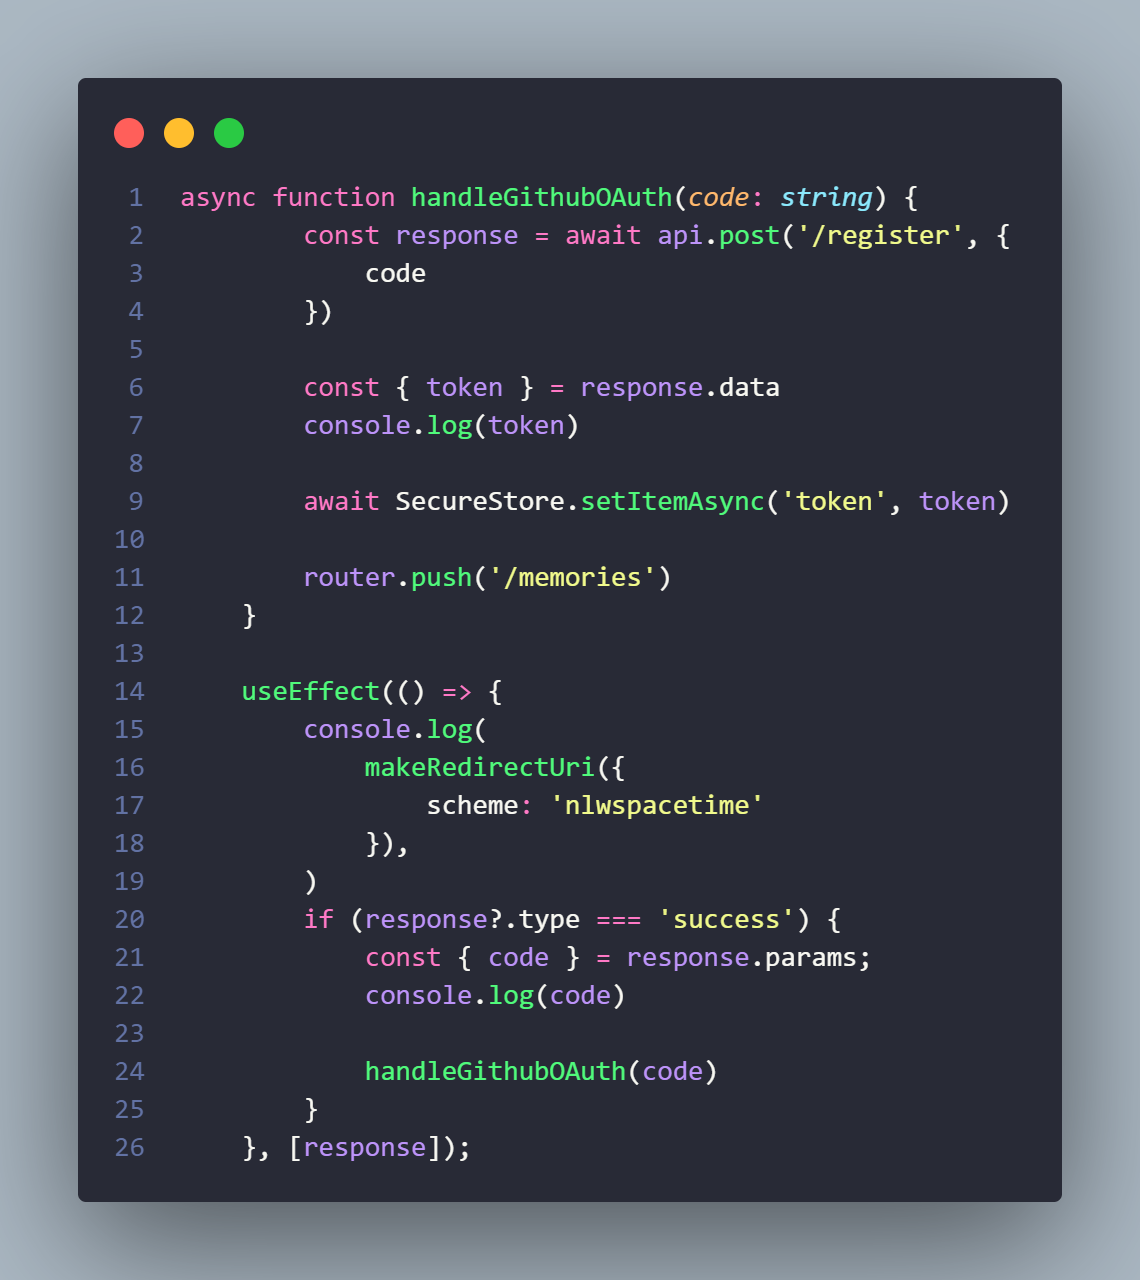 1 async function handleGithubOAuth(code: string) {
2         const response = await api.post('/register', {
3             code
4         })
5
6         const { token } = response.data
7         console.log(token)
8
9         await SecureStore.setItemAsync('token', token)
10
11         router.push('/memories')
12     }
13
14     useEffect(() => {
15         console.log(
16             makeRedirectUri({
17                 scheme: 'nlwspacetime'
18             }),
19         )
20         if (response?.type === 'success') {
21             const { code } = response.params;
22             console.log(code)
23
24             handleGithubOAuth(code)
25         }
26     }, [response]);